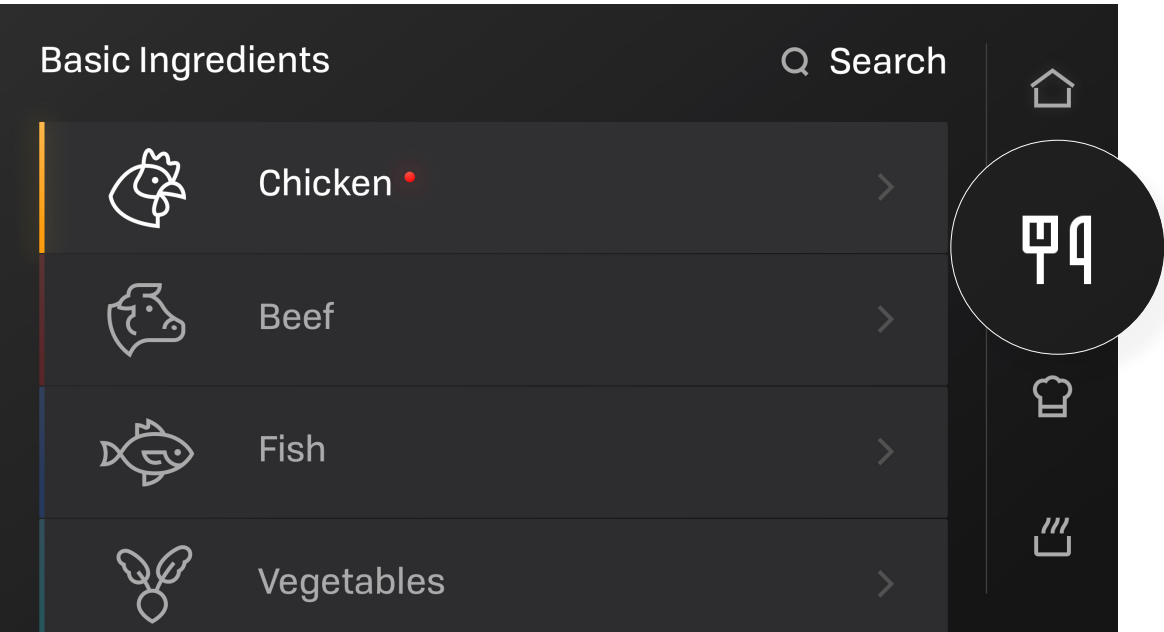 Basic Ingredients
Search
Chicken
Beef
Fish
Vegetables